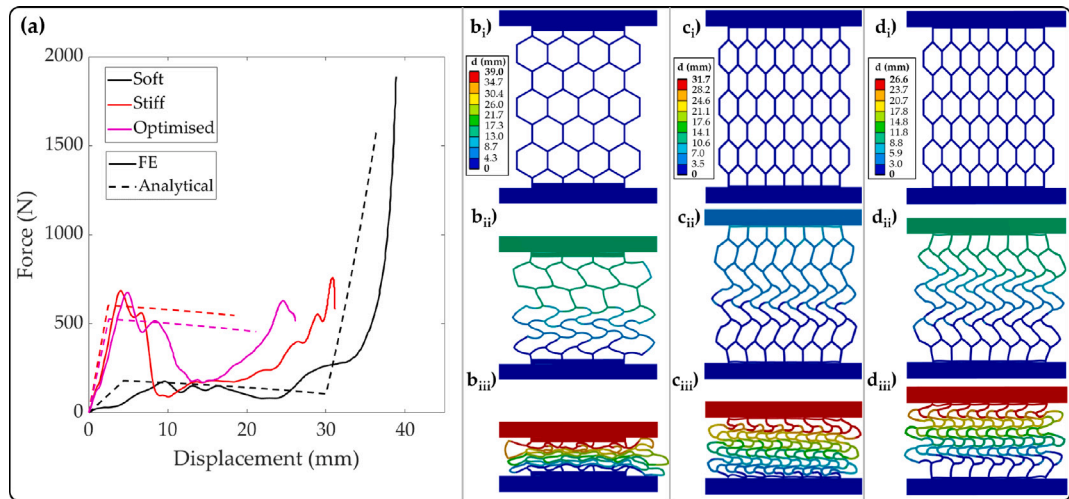 (a)
2000
1500
1000
500
0
0 10 20 30 40
Force (N)
Displacement (mm)
Soft
Stiff
Optimised
FE
Analytical
bi)
d (mm)
39.0
34.7
30.4
26.0
21.7
17.3
13.0
8.7
4.3
0
bii)
biii)
ci)
d (mm)
31.7
28.2
24.6
21.1
17.6
14.1
10.6
7.0
3.5
0
cii)
ciii)
di)
d (mm)
26.6
23.7
20.7
17.8
14.8
11.8
8.9
5.9
3.0
0
dii)
diii)